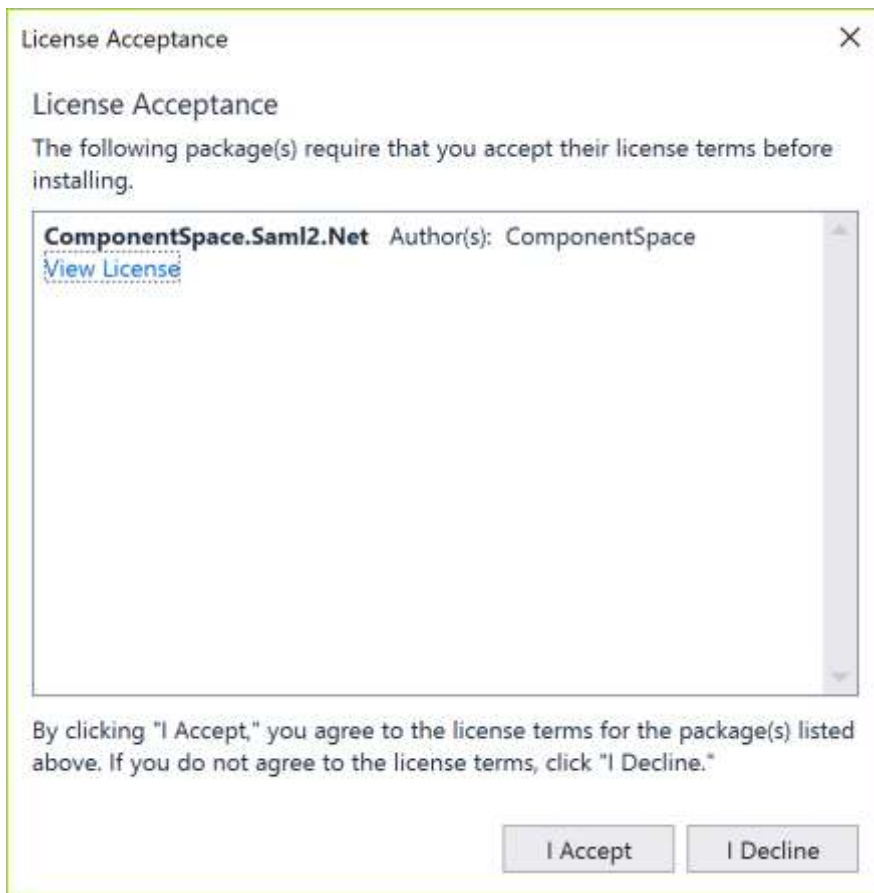 License Acceptance
License Acceptance
The following package(s) require that you accept their license terms before
installing.
ComponentSpace.Saml2.Net Author(s): ComponentSpace
View License
By clicking "I Accept," you agree to the license terms for the package(s) listed
above. If you do not agree to the license terms, click "I Decline."
I Accept I Decline